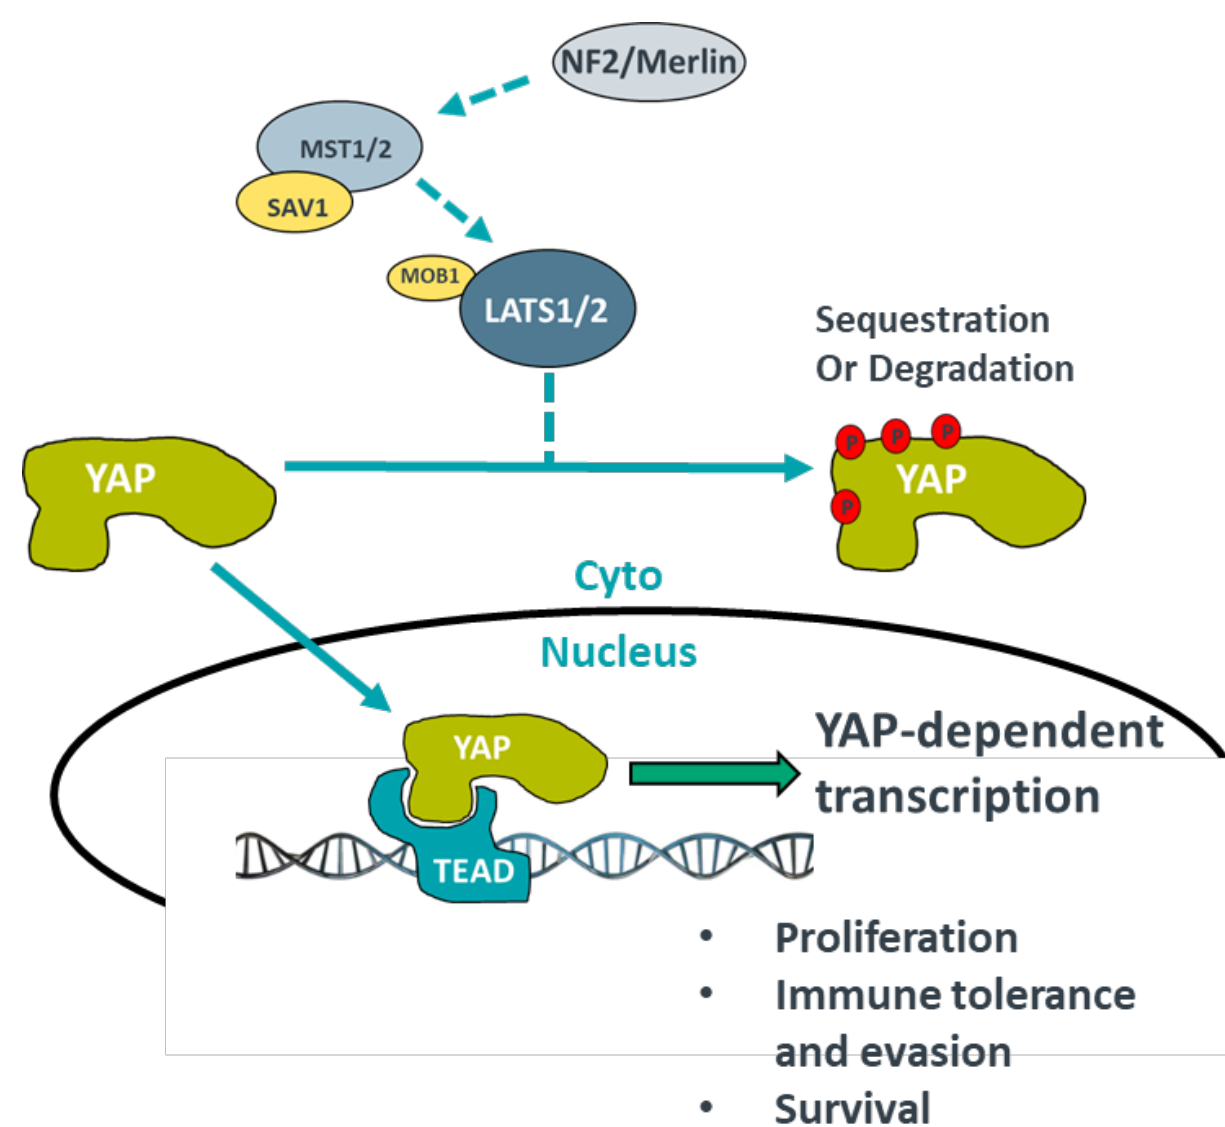 NF2/Merlin
MST1/2
SAV1
MOB1
LATS1/2
Sequestration
Or Degradation
YAP
P
P
P
YAP
P
Cyto
Nucleus
YAP-dependent
transcription
YAP
TEAD
• Proliferation
• Immune tolerance
and evasion
• Survival